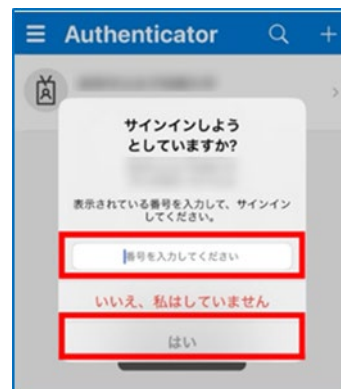 Authenticator
サインインしよう
としていますか?
表示されている番号を入力して、サインイン
してください。
番号を入力してください
いいえ、私はしていません
はい